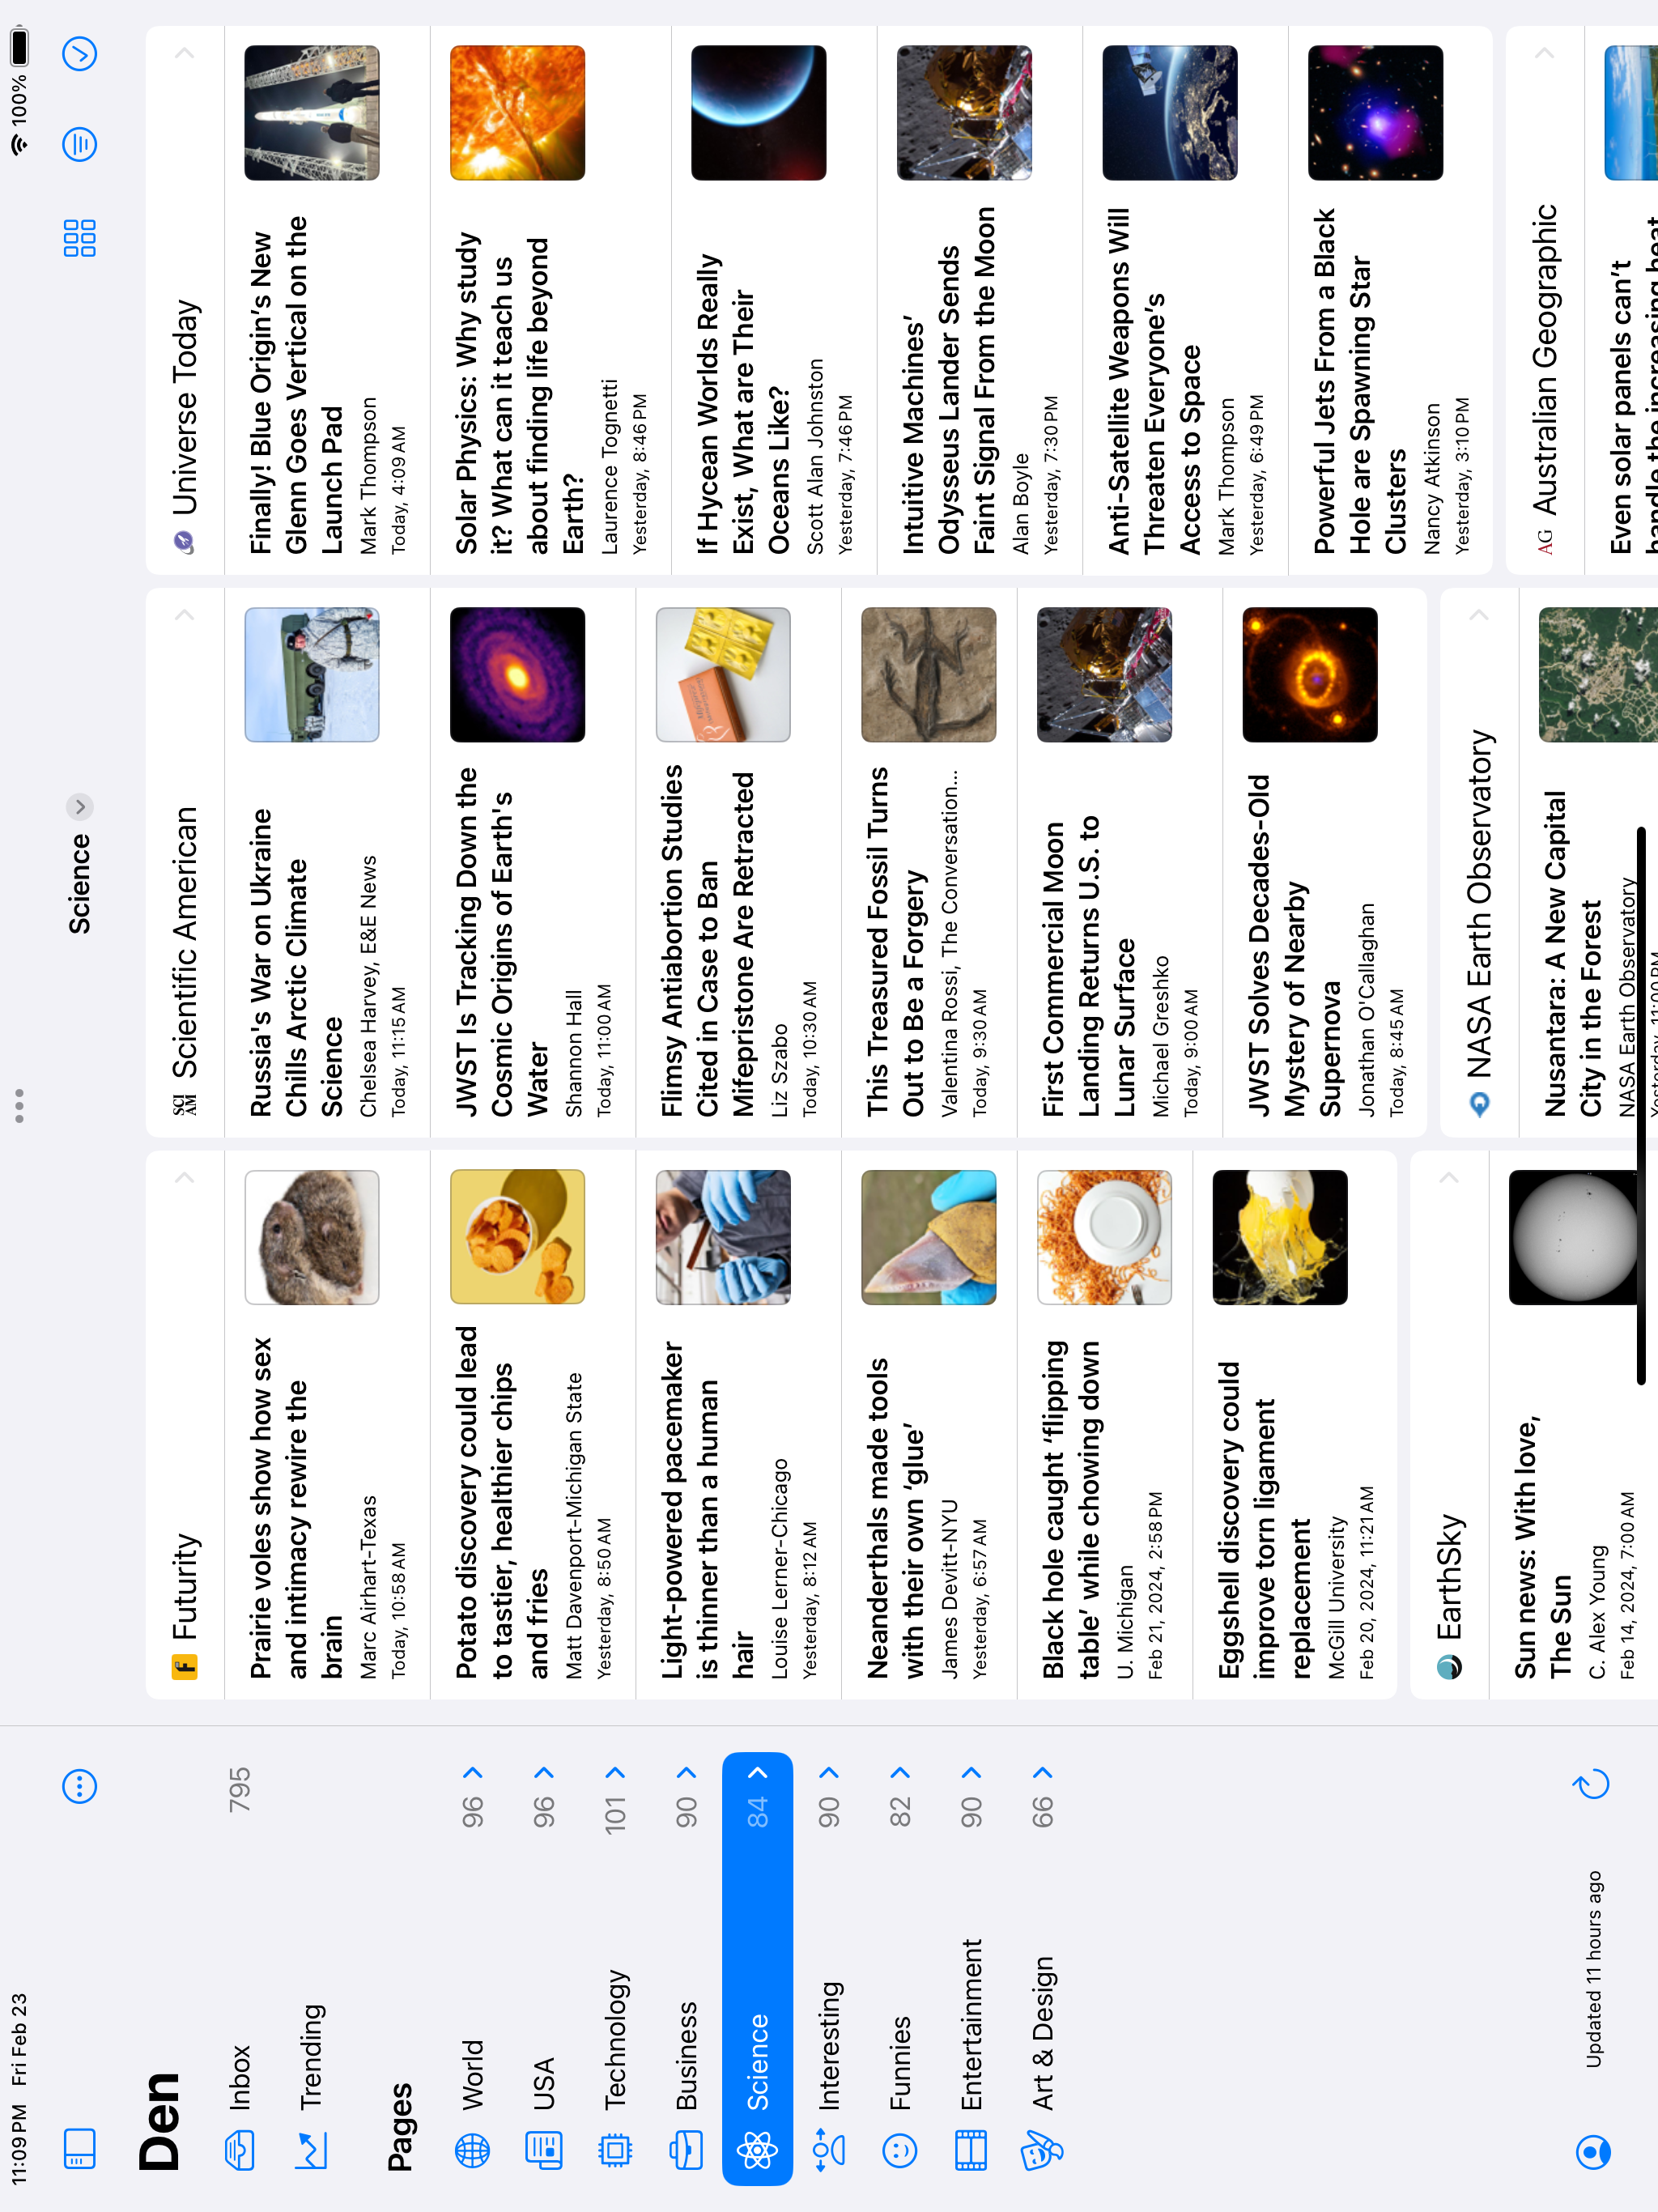 11:09 PM Fri Feb 23
100%
Den
Inbox 795
Trending
Pages
World 96
USA 96
Technology 101
Business 90
Science 84
Interesting 90
Funnies 82
Entertainment 90
Art & Design 66
Updated 11 hours ago
Science
Futurity
Prairie voles show how sex
and intimacy rewire the
brain
Marc Airhart-Texas
Today, 10:58 AM
Potato discovery could lead
to tastier, healthier chips
and fries
Matt Davenport-Michigan State
Yesterday, 8:50 AM
Light-powered pacemaker
is thinner than a human
hair
Louise Lerner-Chicago
Yesterday, 8:12 AM
Neanderthals made tools
with their own ‘glue’
James Devitt-NYU
Yesterday, 6:57 AM
Black hole caught ‘flipping
table’ while chowing down
U. Michigan
Feb 21, 2024, 2:58 PM
Eggshell discovery could
improve torn ligament
replacement
McGill University
Feb 20, 2024, 11:21 AM
EarthSky
Sun news: With love,
The Sun
C. Alex Young
Feb 14, 2024, 7:00 AM
SCI
AM
Scientific American
Russia's War on Ukraine
Chills Arctic Climate
Science
Chelsea Harvey, E&E News
Today, 11:15 AM
JWST Is Tracking Down the
Cosmic Origins of Earth's
Water
Shannon Hall
Today, 11:00 AM
Flimsy Antiabortion Studies
Cited in Case to Ban
Mifepristone Are Retracted
Liz Szabo
Today, 10:30 AM
This Treasured Fossil Turns
Out to Be a Forgery
Valentina Rossi, The Conversation...
Today, 9:30 AM
First Commercial Moon
Landing Returns U.S. to
Lunar Surface
Michael Greshko
Today, 9:00 AM
JWST Solves Decades-Old
Mystery of Nearby
Supernova
Jonathan O'Callaghan
Today, 8:45 AM
NASA Earth Observatory
Nusantara: A New Capital
City in the Forest
NASA Earth Observatory
Yesterday, 11:00 PM
Universe Today
Finally! Blue Origin’s New
Glenn Goes Vertical on the
Launch Pad
Mark Thompson
Today, 4:09 AM
Solar Physics: Why study
it? What can it teach us
about finding life beyond
Earth?
Laurence Tognetti
Yesterday, 8:46 PM
If Hycean Worlds Really
Exist, What are Their
Oceans Like?
Scott Alan Johnston
Yesterday, 7:46 PM
Intuitive Machines’
Odysseus Lander Sends
Faint Signal From the Moon
Alan Boyle
Yesterday, 7:30 PM
Anti-Satellite Weapons Will
Threaten Everyone’s
Access to Space
Mark Thompson
Yesterday, 6:49 PM
Powerful Jets From a Black
Hole are Spawning Star
Clusters
Nancy Atkinson
Yesterday, 3:10 PM
AG Australian Geographic
Even solar panels can’t
handle the increasing heat